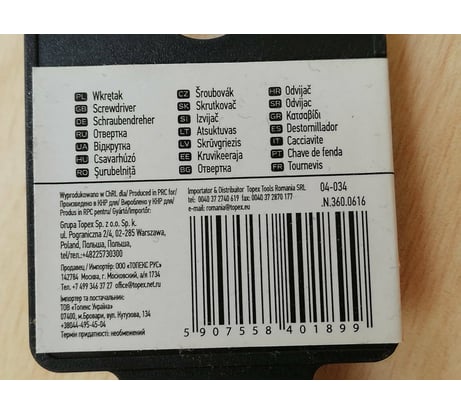 PL Wkrętak
GB Screwdriver
DE Schraubendreher
RU Отвертка
UA Відкрутка
HU Csavarhúzó
RO Șurubelniță
CZ Šroubovák
SK Skrutkovač
SI Izvijač
LT Atsuktuvas
LV Skrūvgriezis
EE Kruvikeeraja
BG Отвертка
HR Odvijač
SR Odvijac
GR Κατσαβίδι
ES Destornillador
IT Cacciavite
PT Chave de fenda
FR Tournevis
Wyprodukowano w ChRL dla/ Produced in PRC for/
Произведено в КНР для/ Вироблено у КНР для/
Produs in RPC pentru/ Gyártó/Importőr:
Grupa Topex Sp. z o.o. Sp. k.
ul. Pograniczna 2/4, 02-285 Warszawa,
Poland, Польша, Польща,
tel/тел.:+48225730300
Продавец / Импортёр: ООО «ТОПЕКС РУС»
142784 Москва, г. Московский, а/я 1734
Тел. +7 499 346 37 27 office@topex.net.ru
Імпортер та постачальник:
ТОВ «Топекс Україна»
07400, м.Бровари, вул. Кутузова, 134
+38044-495-45-04
Термін придатності: необмежений
Importator & Distribuitor Topex Tools Romania SRL
tel: 0040 37 2740 619 fax: 0040 37 2870 177
e-mail: romania@topex.eu
04-034
.N.360.0616
5 907558 401899